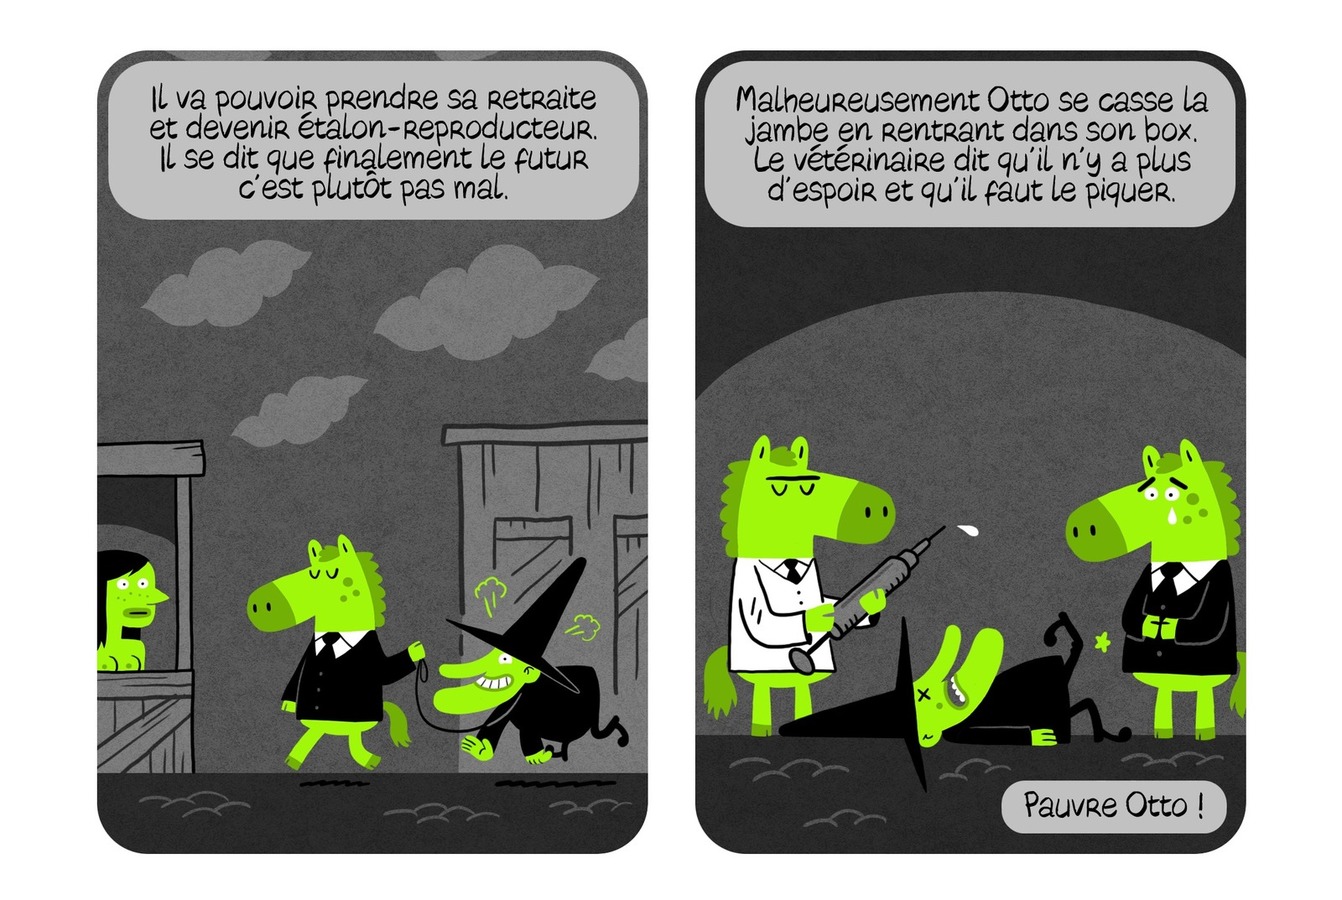 Il va pouvoir prendre sa retraite
et devenir étalon-reproducteur.
Il se dit que finalement le futur
c'est plutôt pas mal.
Malheureusement Otto se casse la
jambe en rentrant dans son box.
Le vétérinaire dit qu'il n'y a plus
d'espoir et qu'il faut le piquer.
Pauvre Otto !